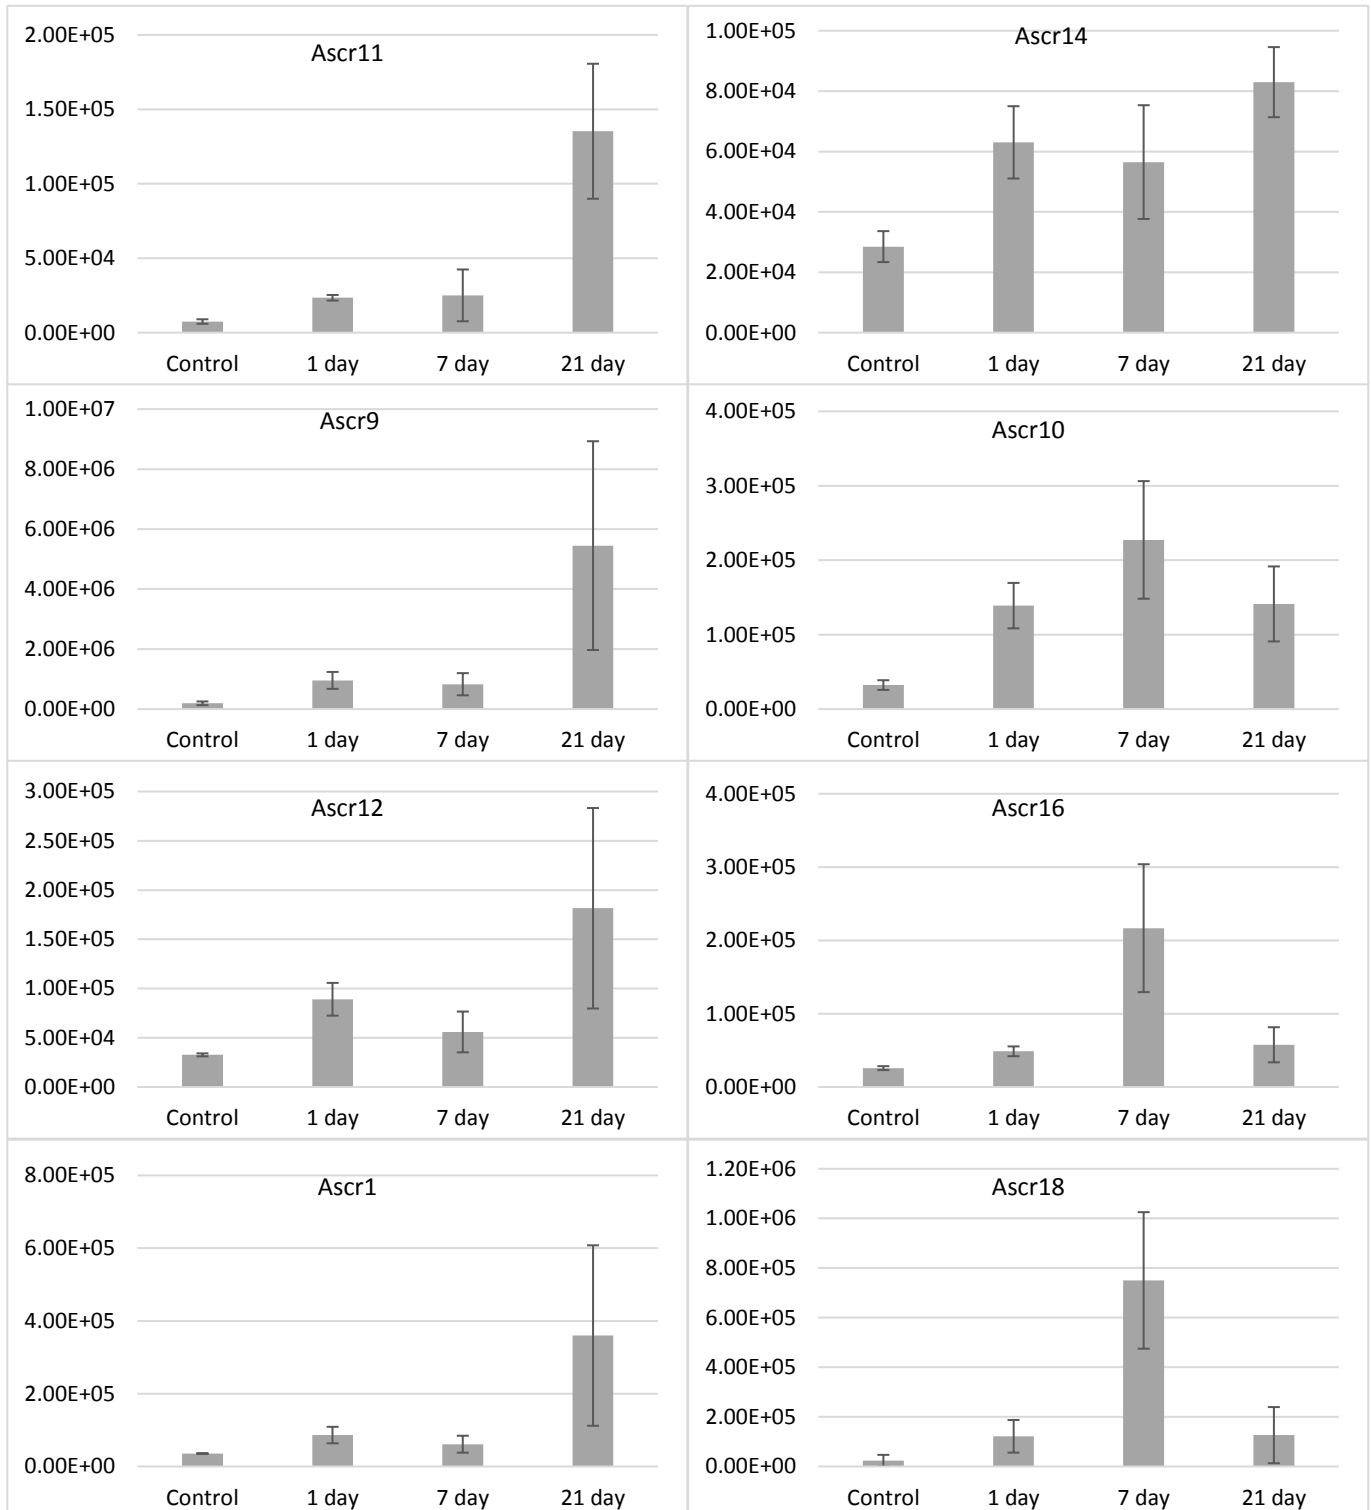 Ascr11
2.00E+05
1.50E+05
1.00E+05
5.00E+04
0.00E+00
Control 1 day 7 day 21 day
Ascr14
1.00E+05
8.00E+04
6.00E+04
4.00E+04
2.00E+04
0.00E+00
Control 1 day 7 day 21 day
Ascr9
1.00E+07
8.00E+06
6.00E+06
4.00E+06
2.00E+06
0.00E+00
Control 1 day 7 day 21 day
Ascr10
4.00E+05
3.00E+05
2.00E+05
1.00E+05
0.00E+00
Control 1 day 7 day 21 day
Ascr12
3.00E+05
2.50E+05
2.00E+05
1.50E+05
1.00E+05
5.00E+04
0.00E+00
Control 1 day 7 day 21 day
Ascr16
4.00E+05
3.00E+05
2.00E+05
1.00E+05
0.00E+00
Control 1 day 7 day 21 day
Ascr1
8.00E+05
6.00E+05
4.00E+05
2.00E+05
0.00E+00
Control 1 day 7 day 21 day
Ascr18
1.20E+06
1.00E+06
8.00E+05
6.00E+05
4.00E+05
2.00E+05
0.00E+00
Control 1 day 7 day 21 day